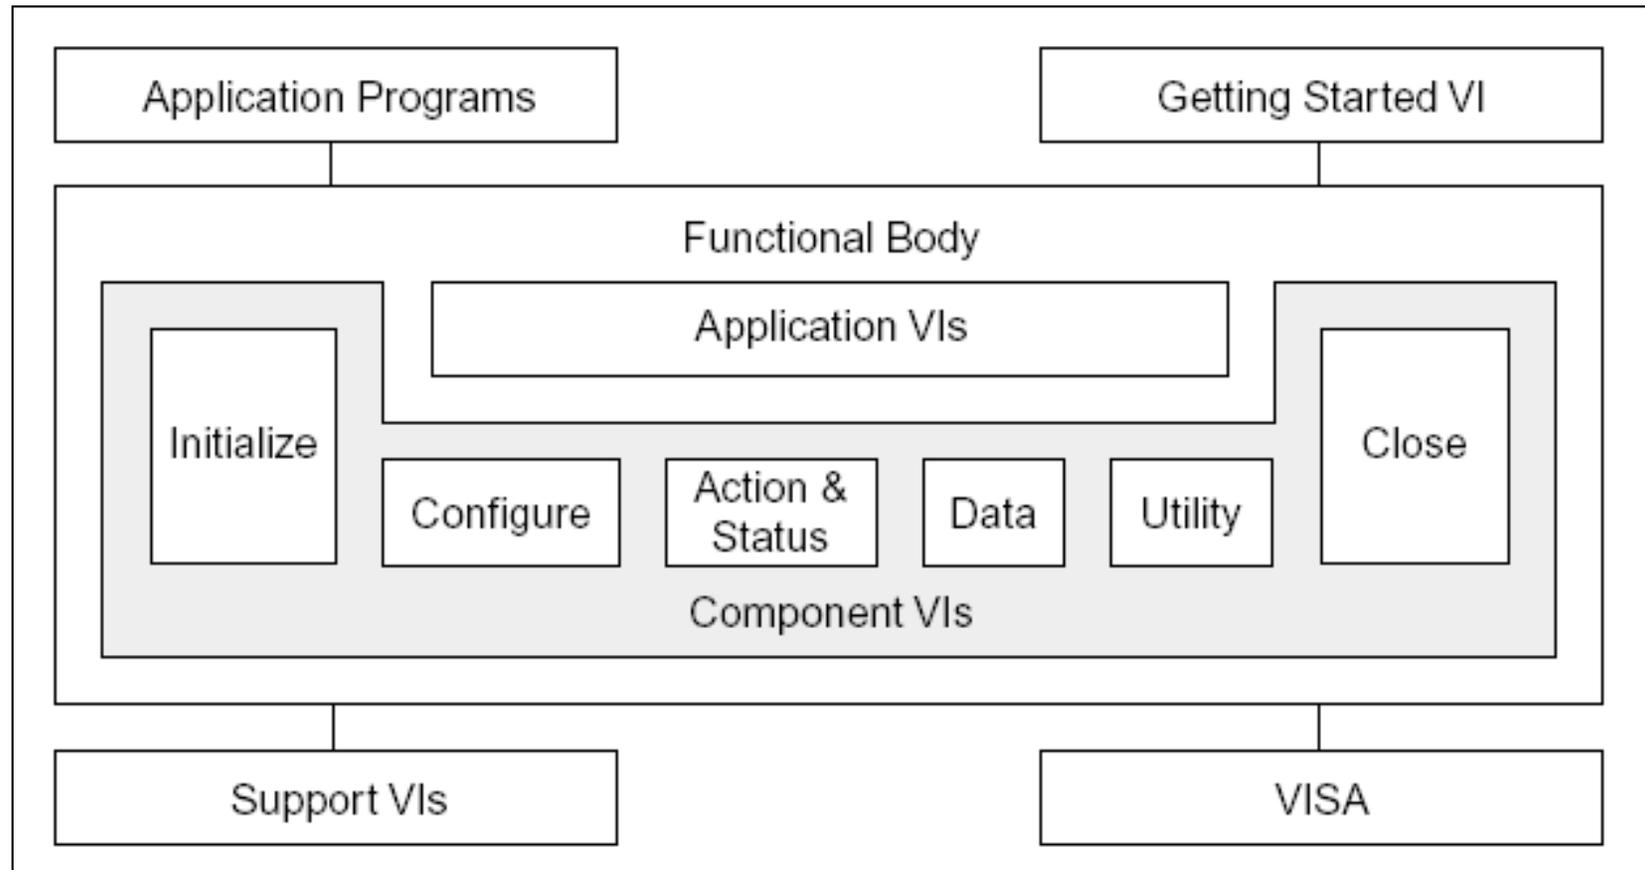 Application Programs
Getting Started VI
Functional Body
Application VIs
Initialize
Close
Configure
Action &
Status
Data
Utility
Component VIs
Support VIs
VISA